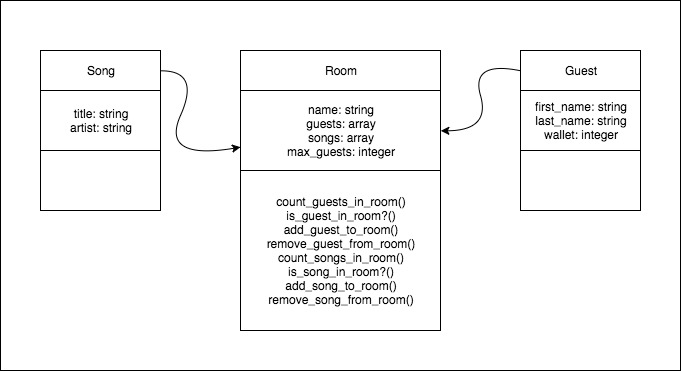 Song
title: string
artist: string
Room
name: string
guests: array
songs: array
max_guests: integer
count_guests_in_room()
is_guest_in_room?()
add_guest_to_room()
remove_guest_from_room()
count_songs_in_room()
is_song_in_room?()
add_song_to_room()
remove_song_from_room()
Guest
first_name: string
last_name: string
wallet: integer